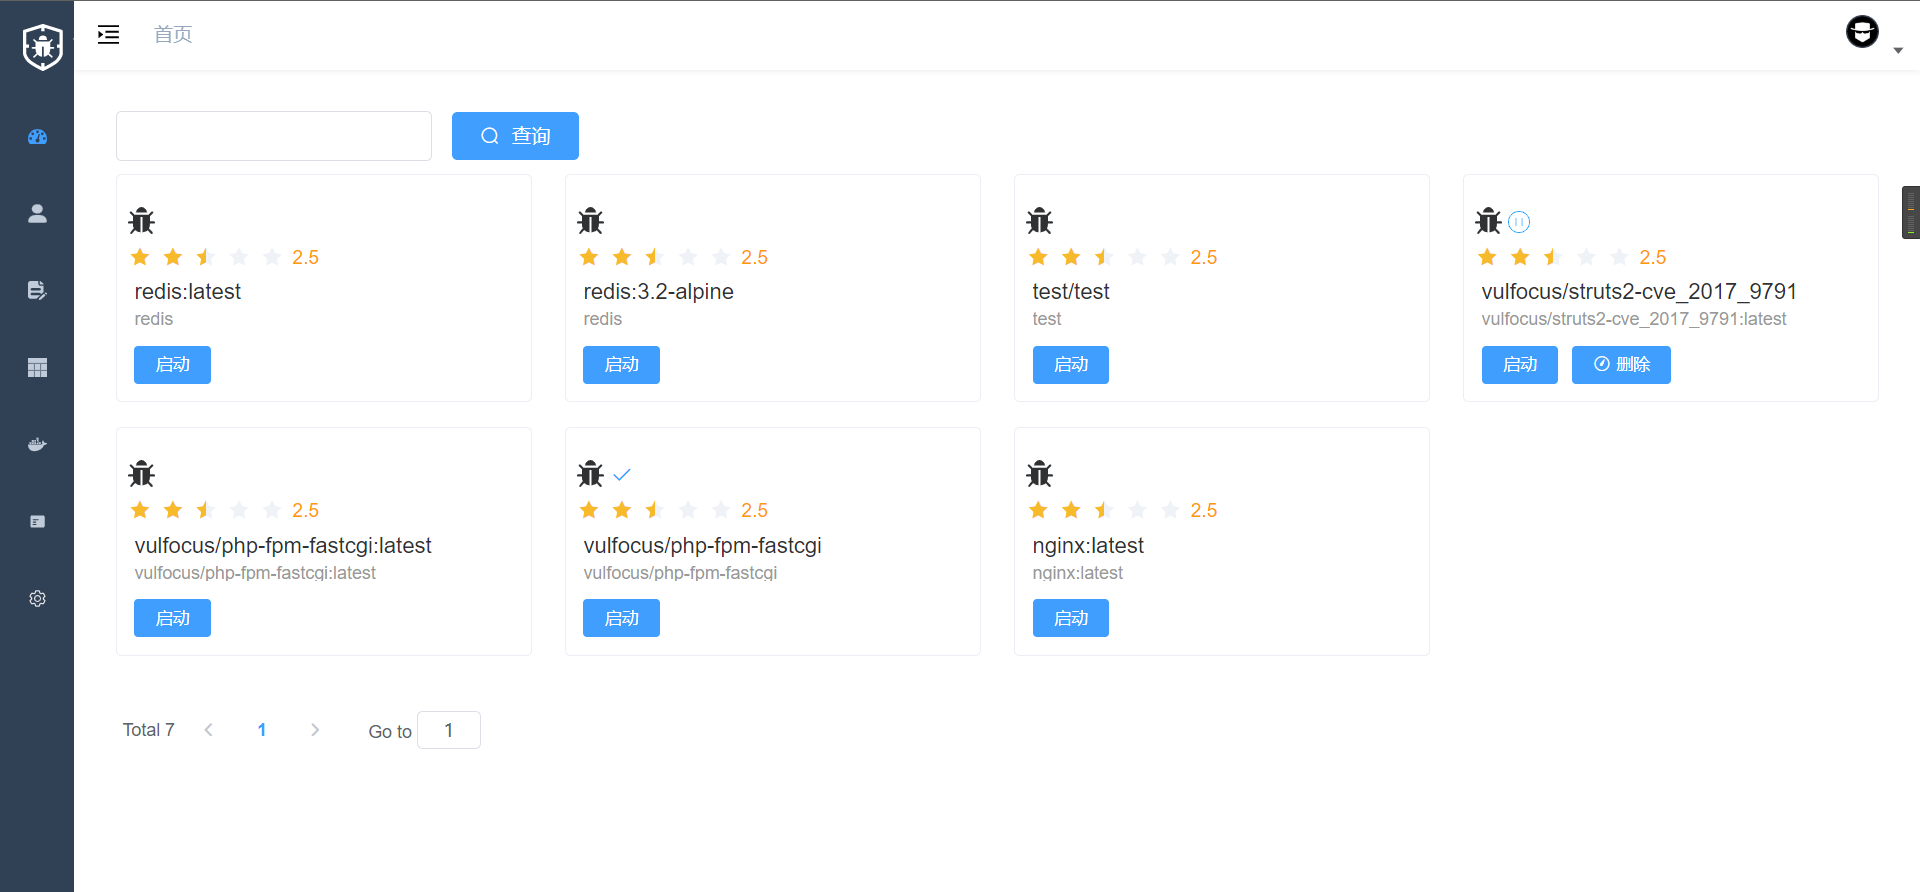 首页
查询
2.5
redis:latest
redis
启动
2.5
redis:3.2-alpine
redis
启动
2.5
test/test
test
启动
2.5
vulfocus/struts2-cve_2017_9791
vulfocus/struts2-cve_2017_9791:latest
启动 删除
2.5
vulfocus/php-fpm-fastcgi:latest
vulfocus/php-fpm-fastcgi:latest
启动
2.5
vulfocus/php-fpm-fastcgi
vulfocus/php-fpm-fastcgi
启动
2.5
nginx:latest
nginx:latest
启动
Total 7 1 Go to 1